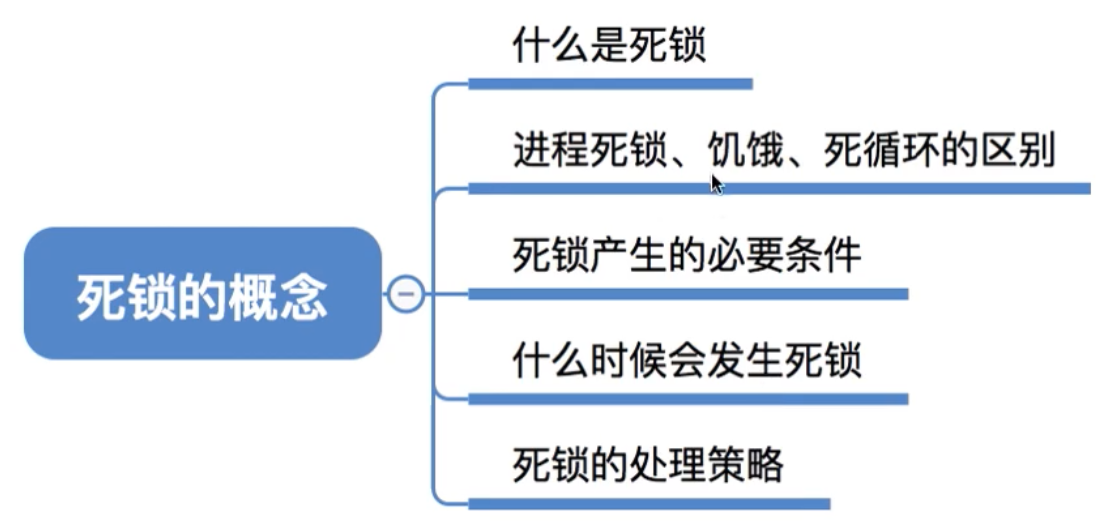 什么是死锁
进程死锁、饥饿、死循环的区别
死锁产生的必要条件
死锁的概念
什么时候会发生死锁
死锁的处理策略